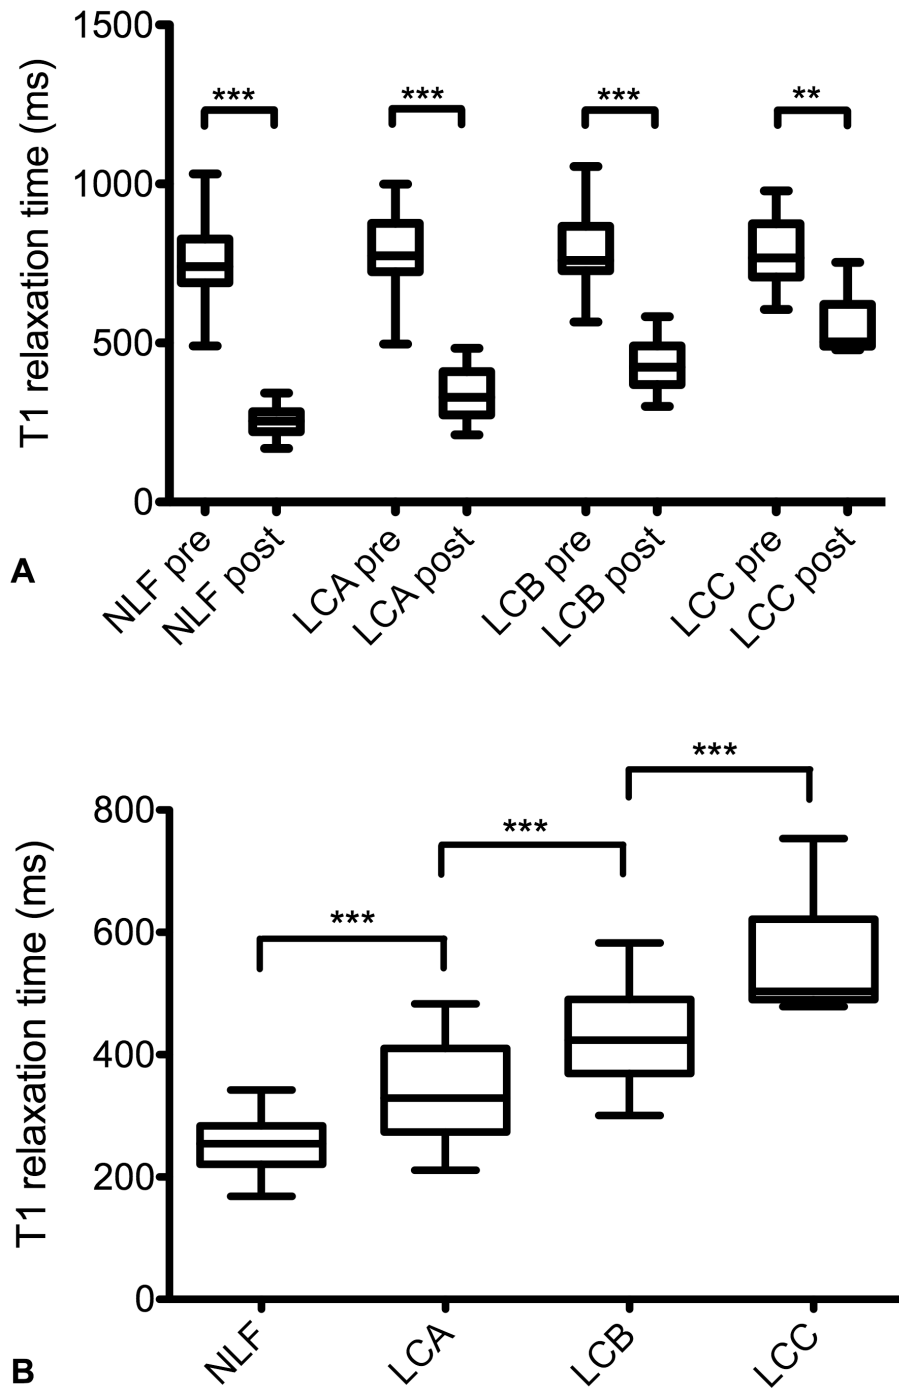 1500
*** *** *** **
1000
500
0
T1 relaxation time (ms)
NLF pre
NLF post
LCA pre
LCA post
LCB pre
LCB post
LCC pre
LCC post
A
***
800
***
***
600
400
200
0
T1 relaxation time (ms)
NLF
LCA
LCB
LCC
B